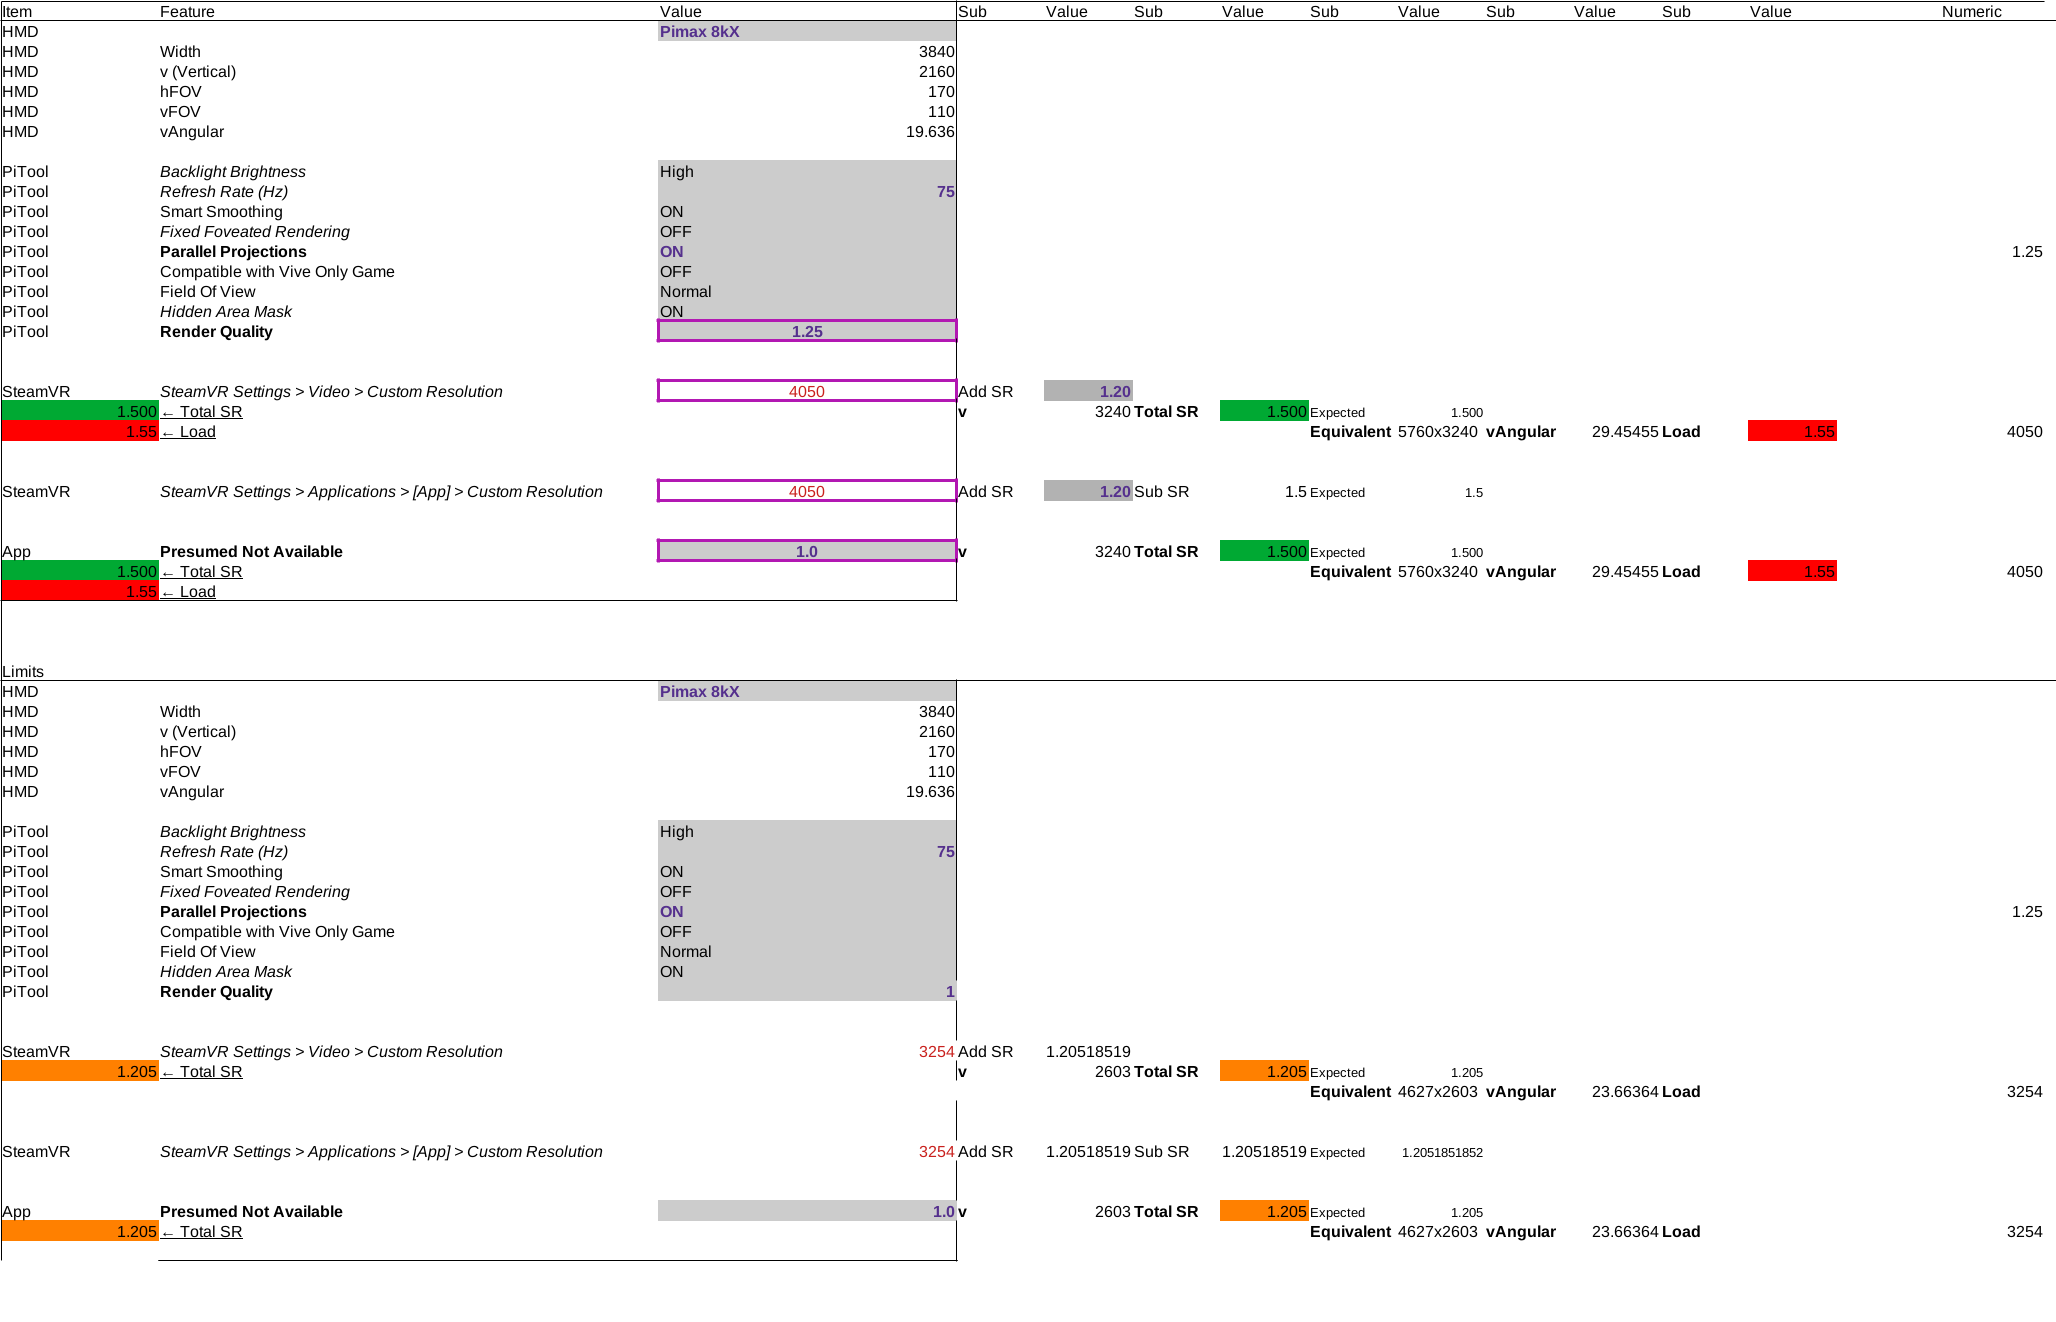 Item Feature Value Sub Value Sub Value Sub Value Sub Value Sub Value Numeric
HMD Pimax 8kX
HMD Width 3840
HMD v (Vertical) 2160
HMD hFOV 170
HMD vFOV 110
HMD vAngular 19.636
PiTool Backlight Brightness High
PiTool Refresh Rate (Hz) 75
PiTool Smart Smoothing ON
PiTool Fixed Foveated Rendering OFF
PiTool Parallel Projections ON 1.25
PiTool Compatible with Vive Only Game OFF
PiTool Field Of View Normal
PiTool Hidden Area Mask ON
PiTool Render Quality 1.25
SteamVR SteamVR Settings > Video > Custom Resolution 4050 Add SR 1.20
1.500 ← Total SR v 3240 Total SR 1.500 Expected 1.500
1.55 ← Load Equivalent 5760x3240 vAngular 29.45455 Load 1.55 4050
SteamVR SteamVR Settings > Applications > [App] > Custom Resolution 4050 Add SR 1.20 Sub SR 1.5 Expected 1.5
App Presumed Not Available 1.0 v 3240 Total SR 1.500 Expected 1.500
1.500 ← Total SR Equivalent 5760x3240 vAngular 29.45455 Load 1.55 4050
1.55 ← Load
Limits
HMD Pimax 8kX
HMD Width 3840
HMD v (Vertical) 2160
HMD hFOV 170
HMD vFOV 110
HMD vAngular 19.636
PiTool Backlight Brightness High
PiTool Refresh Rate (Hz) 75
PiTool Smart Smoothing ON
PiTool Fixed Foveated Rendering OFF
PiTool Parallel Projections ON 1.25
PiTool Compatible with Vive Only Game OFF
PiTool Field Of View Normal
PiTool Hidden Area Mask ON
PiTool Render Quality 1
SteamVR SteamVR Settings > Video > Custom Resolution 3254 Add SR 1.20518519
1.205 ← Total SR v 2603 Total SR 1.205 Expected 1.205
Equivalent 4627x2603 vAngular 23.66364 Load 3254
SteamVR SteamVR Settings > Applications > [App] > Custom Resolution 3254 Add SR 1.20518519 Sub SR 1.20518519 Expected 1.2051851852
App Presumed Not Available 1.0 v 2603 Total SR 1.205 Expected 1.205
1.205 ← Total SR Equivalent 4627x2603 vAngular 23.66364 Load 3254